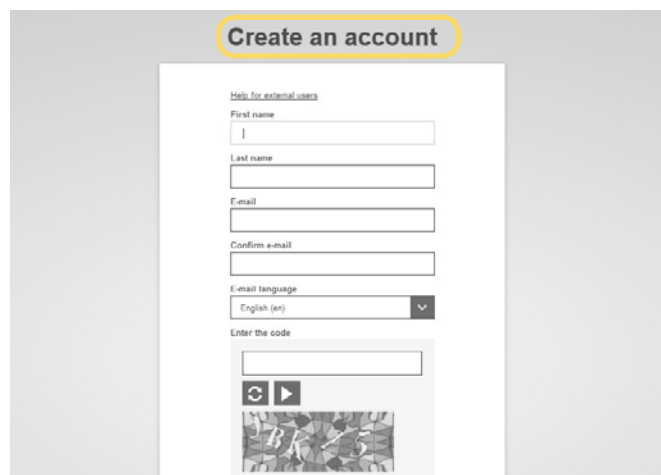 Create an account
Help for external users
First name
Last name
E-mail
Confirm e-mail
E-mail language
English (en)
Enter the code